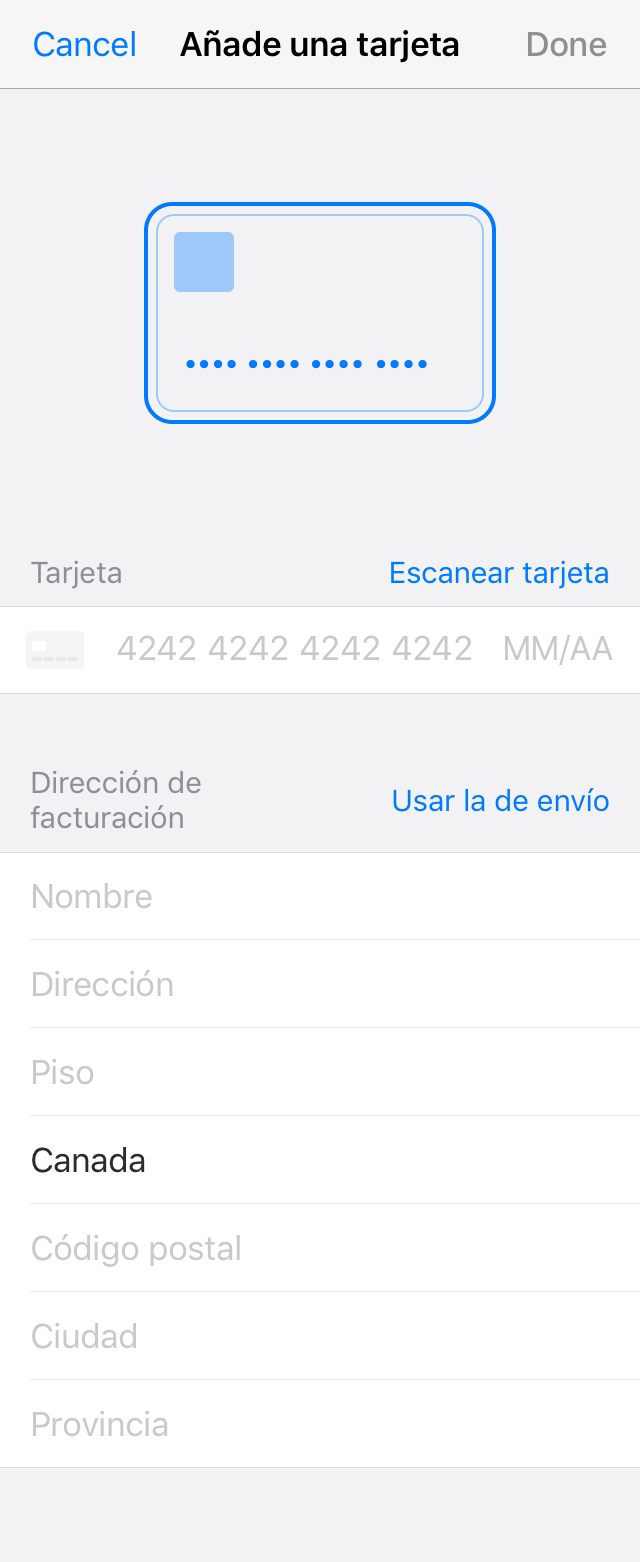 Cancel Añade una tarjeta Done
Tarjeta Escanear tarjeta
4242 4242 4242 4242 MM/AA
Dirección de
facturación
Usar la de envío
Nombre
Dirección
Piso
Canada
Código postal
Ciudad
Provincia